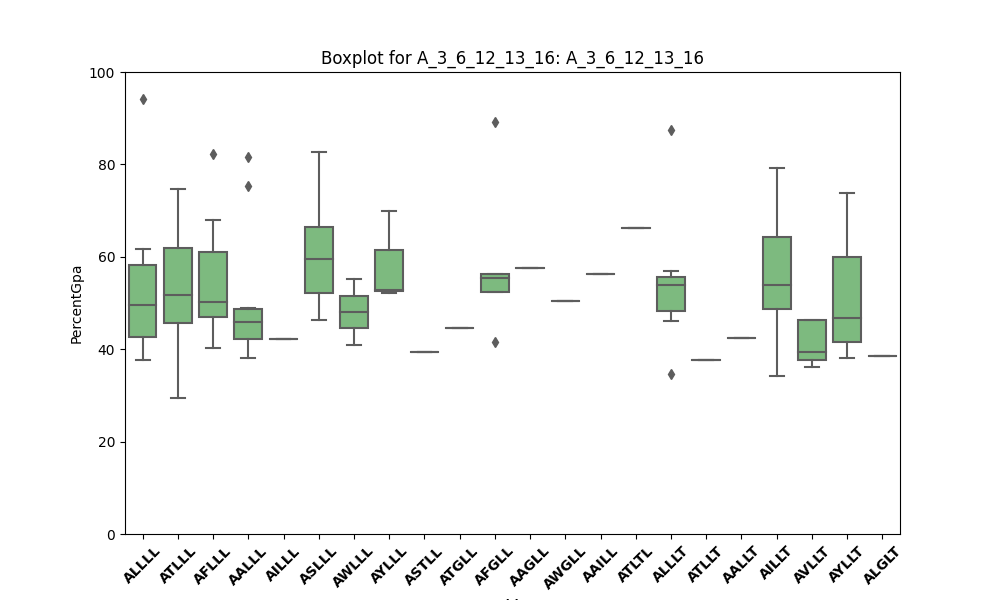 Boxplot for A_3_6_12_13_16: A_3_6_12_13_16
100
80
60
40
20
0
PercentGpa
ALLLL ATLLL AFLLL AALLL AILLL ASLLL AWLLL AYLLL ASTLL ATGLL AFGLL AAGLL AWGLL AAILL ATLTL ALLLT ATLLT AALLT AILLT AVLLT AYLLT ALGLT